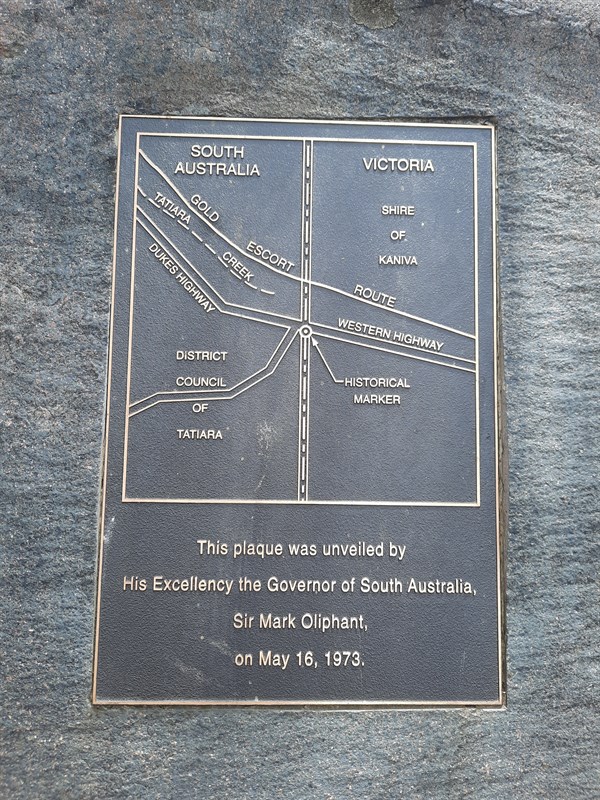 SOUTH
AUSTRALIA
VICTORIA
GOLD ESCORT ROUTE
TATIARA CREEK
DUKES HIGHWAY
SHIRE
OF
KANIVA
WESTERN HIGHWAY
DISTRICT
COUNCIL
OF
TATIARA
HISTORICAL
MARKER
This plaque was unveiled by
His Excellency the Governor of South Australia,
Sir Mark Oliphant,
on May 16, 1973.